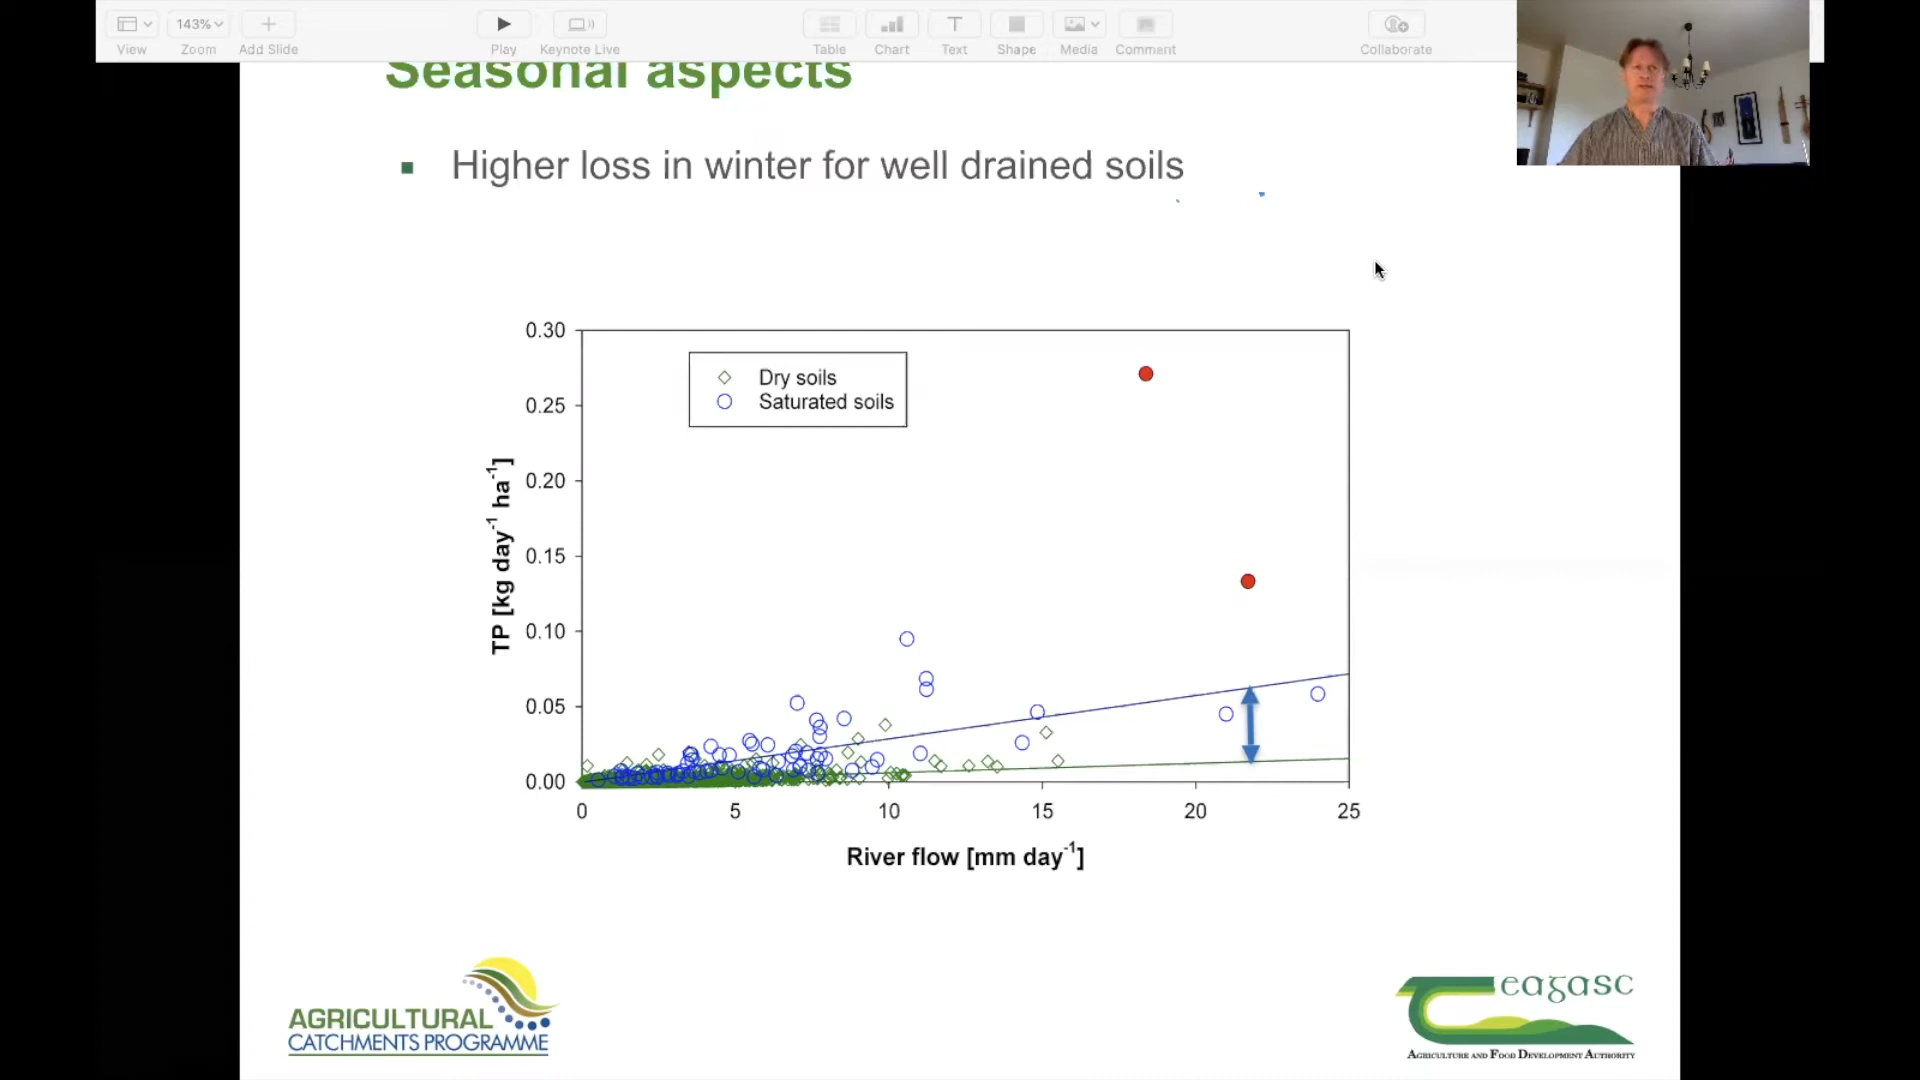 143%
View
Zoom
Add Slide
Play
Keynote Live
Table
Chart
Text
Shape
Media
Comment
Collaborate
Seasonal aspects
Higher loss in winter for well drained soils
0.30
0.25
0.20
0.15
0.10
0.05
0.00
TP [kg day⁻¹ ha⁻¹]
Dry soils
Saturated soils
0 5 10 15 20 25
River flow [mm day⁻¹]
AGRICULTURAL
CATCHMENTS PROGRAMME
eagasc
AGRICULTURE AND FOOD DEVELOPMENT AUTHORITY